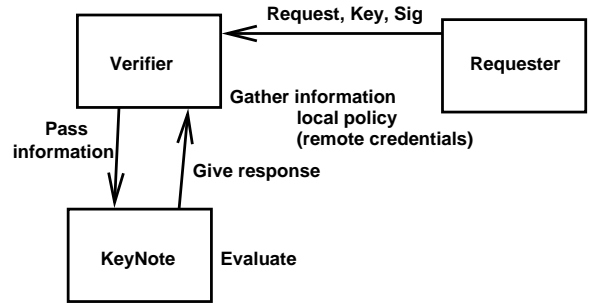 Request, Key, Sig
Verifier
Requester
Gather information
local policy
(remote credentials)
Pass
information
Give response
KeyNote
Evaluate